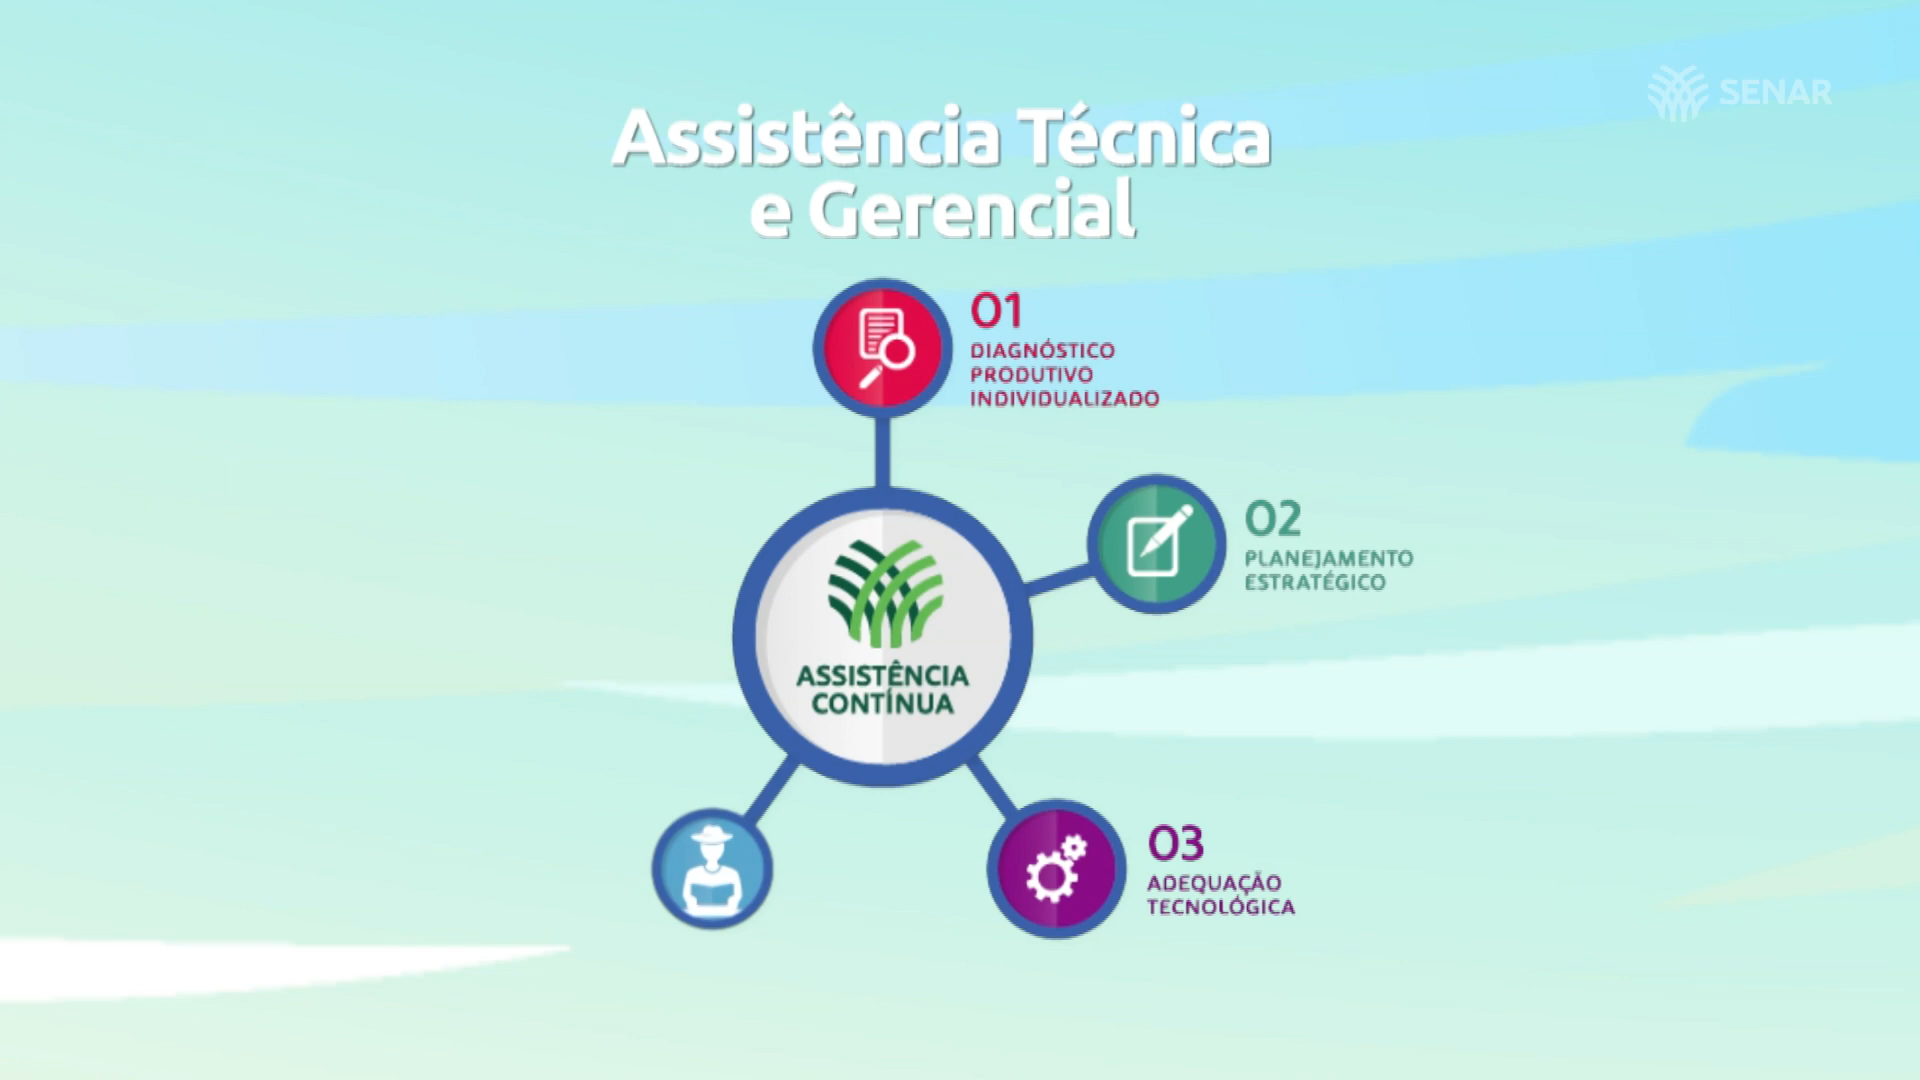 SENAR
Assistência Técnica
e Gerencial
01
DIAGNÓSTICO
PRODUTIVO
INDIVIDUALIZADO
02
PLANEJAMENTO
ESTRATÉGICO
ASSISTÊNCIA
CONTÍNUA
03
ADEQUAÇÃO
TECNOLÓGICA